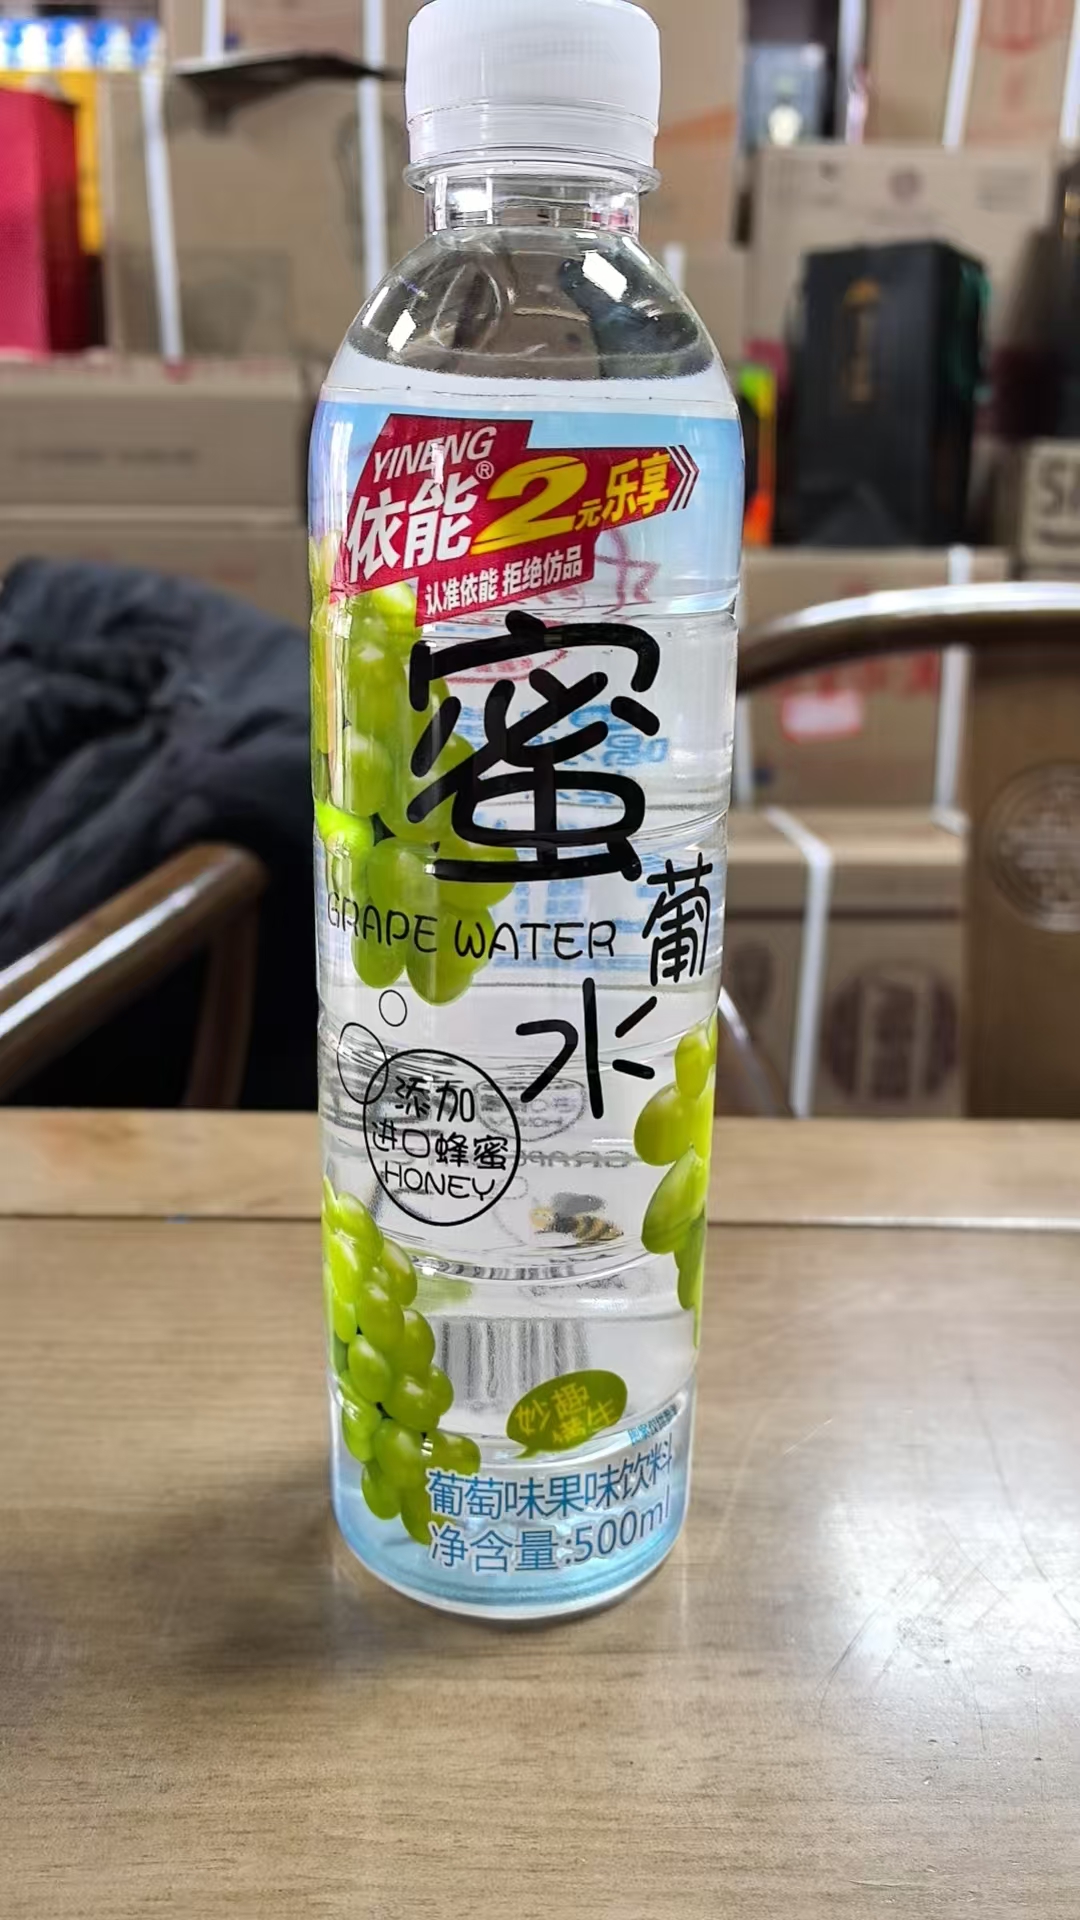 YINENG
依能®
2元乐享
认准依能 拒绝仿品
蜜
葡
GRAPE WATER
水
添加
进口蜂蜜
HONEY
妙趣
横生
葡萄味果味饮料
净含量:500ml